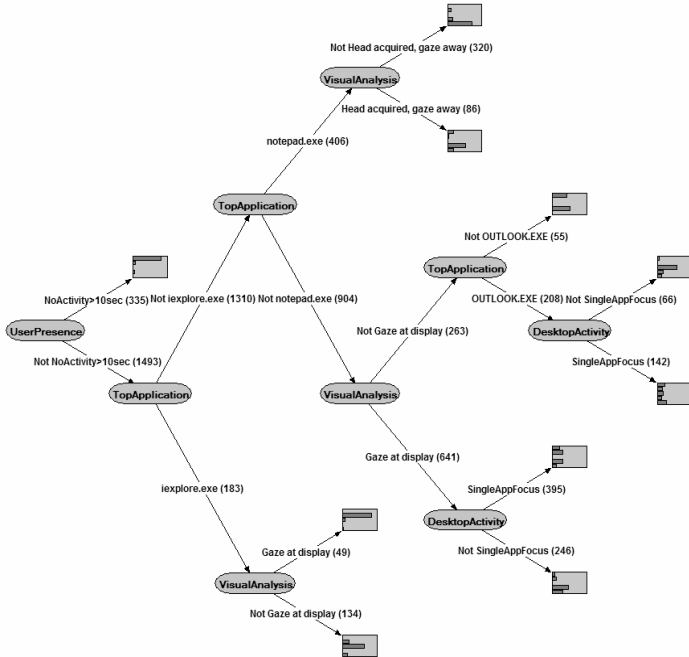 Not Head acquired, gaze away (320)
VisualAnalysis
Head acquired, gaze away (86)
notepad.exe (406)
TopApplication
Not OUTLOOK.EXE (55)
TopApplication
NoActivity>10sec (335)
Not iexplore.exe (1310)
Not notepad.exe (904)
OUTLOOK.EXE (208)
Not SingleAppFocus (66)
UserPresence
Not Gaze at display (263)
DesktopActivity
Not NoActivity>10sec (1493)
SingleAppFocus (142)
TopApplication
VisualAnalysis
Gaze at display (641)
iexplore.exe (183)
SingleAppFocus (395)
DesktopActivity
Gaze at display (49)
Not SingleAppFocus (246)
VisualAnalysis
Not Gaze at display (134)